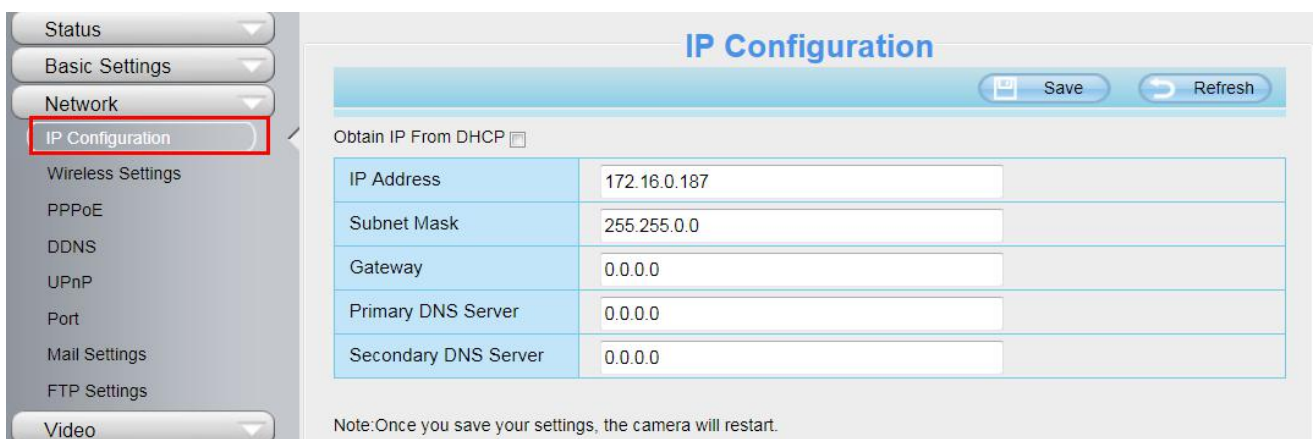 Status
Basic Settings
Network
IP Configuration
Wireless Settings
PPPoE
DDNS
UPnP
Port
Mail Settings
FTP Settings
Video
IP Configuration
Save Refresh
Obtain IP From DHCP
IP Address 172.16.0.187
Subnet Mask 255.255.0.0
Gateway 0.0.0.0
Primary DNS Server 0.0.0.0
Secondary DNS Server 0.0.0.0
Note:Once you save your settings, the camera will restart.